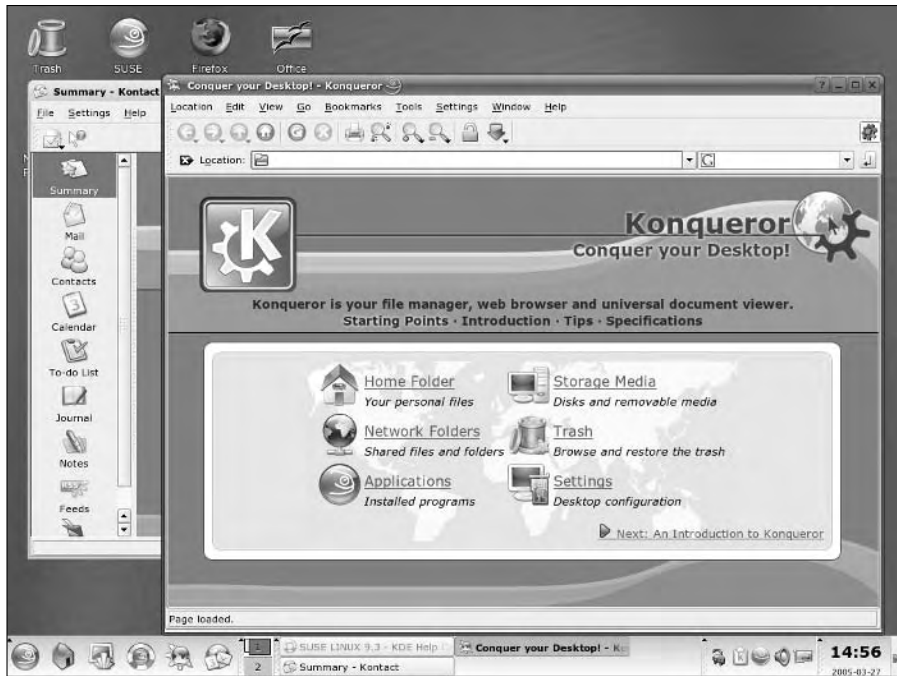 Trash
SUSE
Firefox
Office
Summary - Kontact
File Settings Help
Summary
Mail
Contacts
Calendar
To-do List
Journal
Notes
Feeds
Conquer your Desktop! - Konqueror
Location Edit View Go Bookmarks Tools Settings Window Help
Location:
Konqueror
Conquer your Desktop!
Konqueror is your file manager, web browser and universal document viewer.
Starting Points · Introduction · Tips · Specifications
Home Folder
Your personal files
Storage Media
Disks and removable media
Network Folders
Shared files and folders
Trash
Browse and restore the trash
Applications
Installed programs
Settings
Desktop configuration
Next: An Introduction to Konqueror
Page loaded.
1
2
SUSE LINUX 9.3 - KDE Help
Summary - Kontact
Conquer your Desktop! - K
14:56
2005-03-27